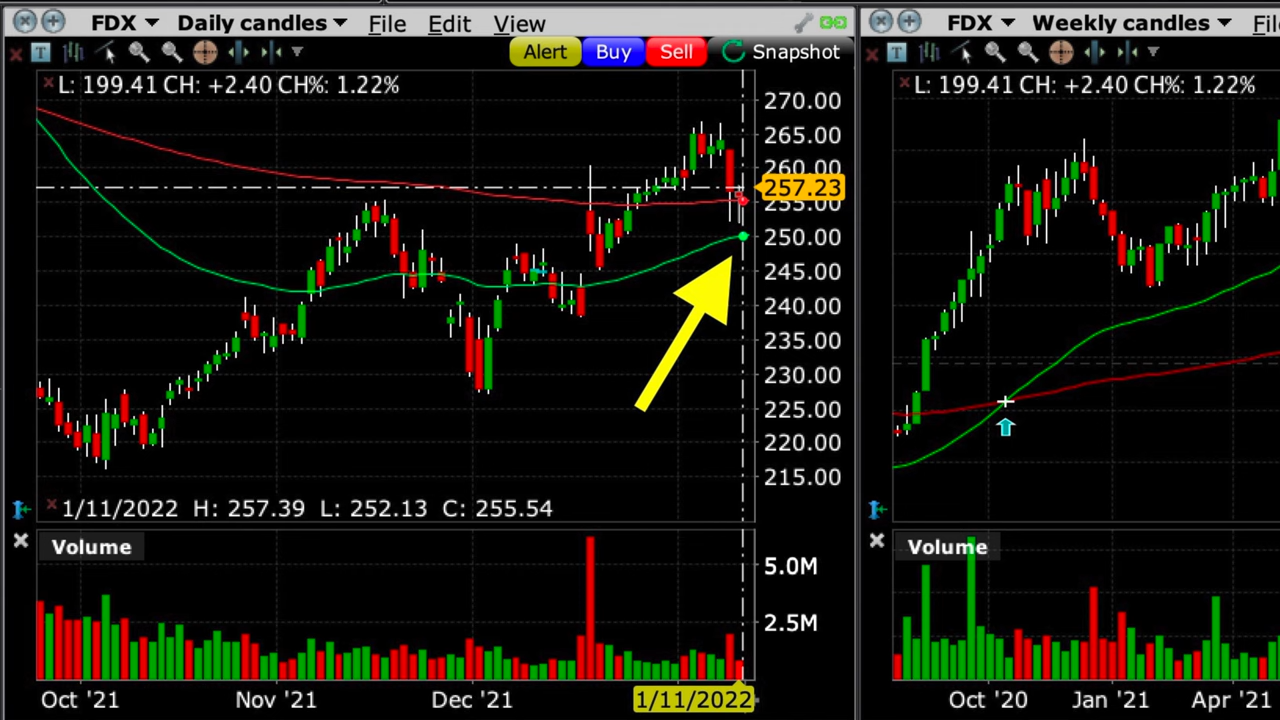 FDX Daily candles File Edit View
T Alert Buy Sell Snapshot
L: 199.41 CH: +2.40 CH%: 1.22%
270.00
265.00
260.00
257.23
255.00
250.00
245.00
240.00
235.00
230.00
225.00
220.00
215.00
1/11/2022 H: 257.39 L: 252.13 C: 255.54
Volume
5.0M
2.5M
Oct '21 Nov '21 Dec '21 1/11/2022
FDX Weekly candles
T
L: 199.41 CH: +2.40 CH%: 1.22%
Volume
Oct '20 Jan '21 Apr '21